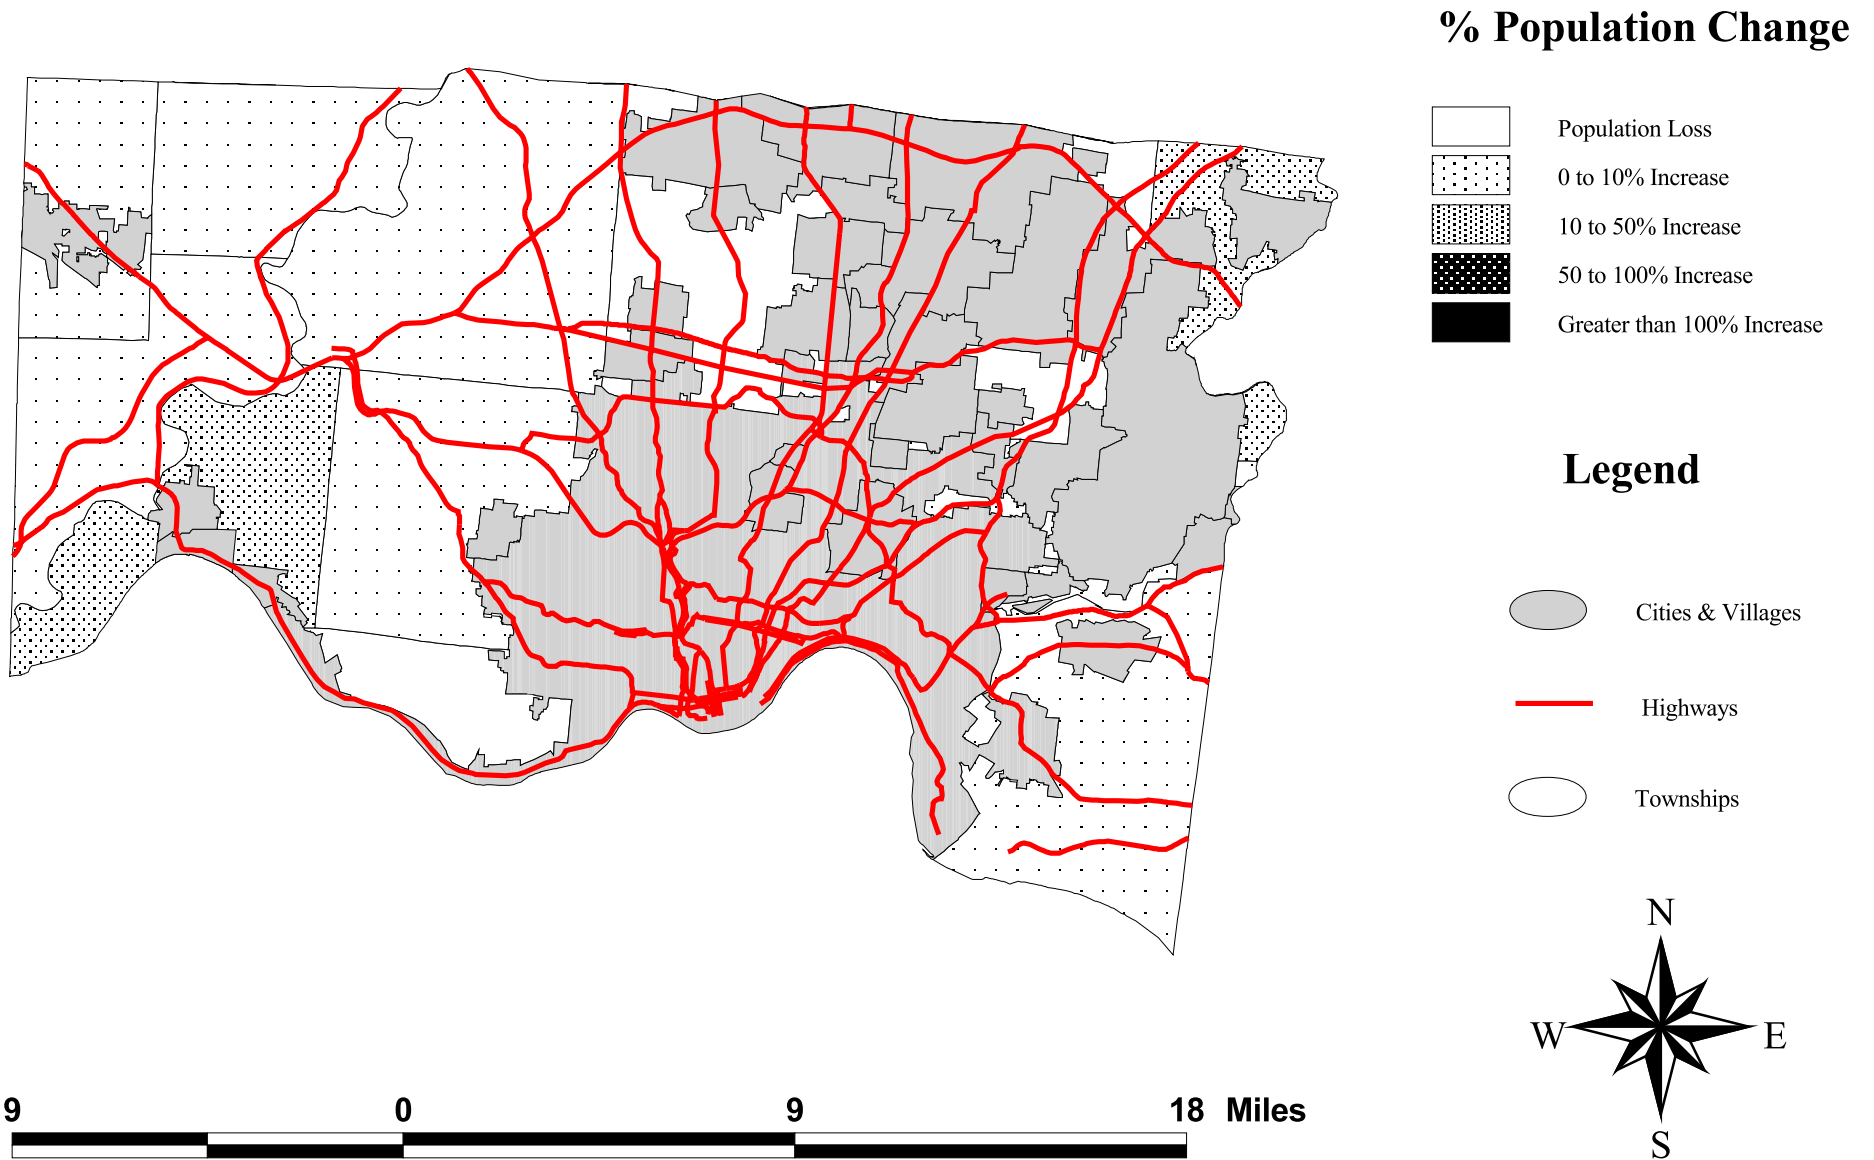 % Population Change
Population Loss
0 to 10% Increase
10 to 50% Increase
50 to 100% Increase
Greater than 100% Increase
Legend
Cities & Villages
Highways
Townships
N
W E
S
9 0 9 18 Miles